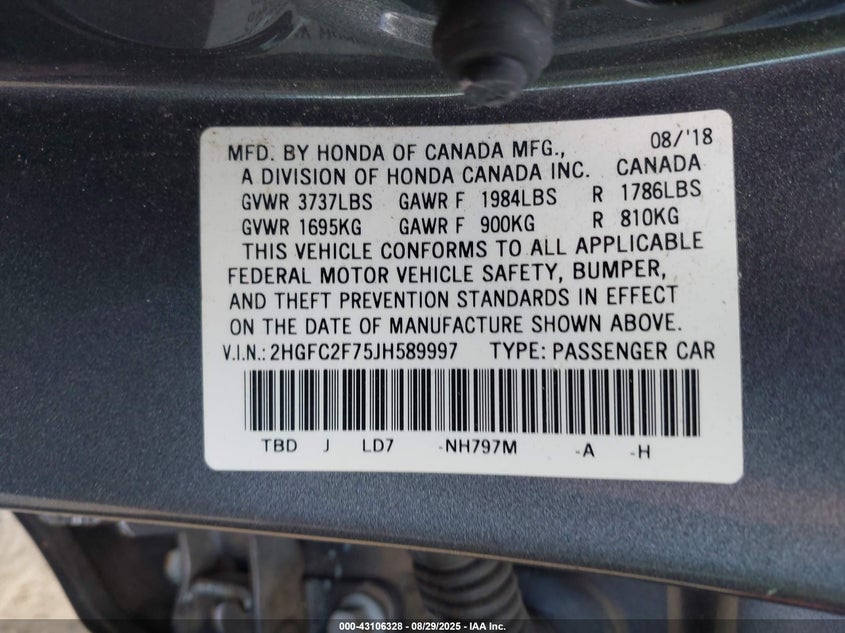 MFD. BY HONDA OF CANADA MFG., 08/'18
A DIVISION OF HONDA CANADA INC. CANADA
GVWR 3737LBS GAWR F 1984LBS R 1786LBS
GVWR 1695KG GAWR F 900KG R 810KG
THIS VEHICLE CONFORMS TO ALL APPLICABLE
FEDERAL MOTOR VEHICLE SAFETY, BUMPER,
AND THEFT PREVENTION STANDARDS IN EFFECT
ON THE DATE OF MANUFACTURE SHOWN ABOVE.
V.I.N.: 2HGFC2F75JH589997 TYPE: PASSENGER CAR
TBD J LD7 -NH797M -A -H
000-43106328 - 08/29/2025 - IAA Inc.